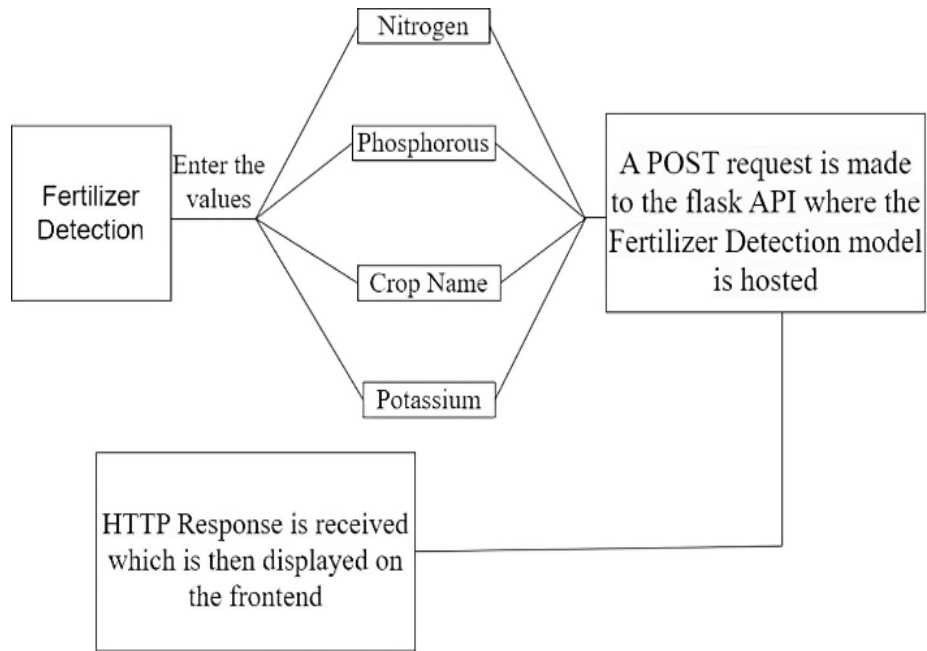 Fertilizer
Detection
Enter the
values
Nitrogen
Phosphorous
Crop Name
Potassium
A POST request is made
to the flask API where the
Fertilizer Detection model
is hosted
HTTP Response is received
which is then displayed on
the frontend